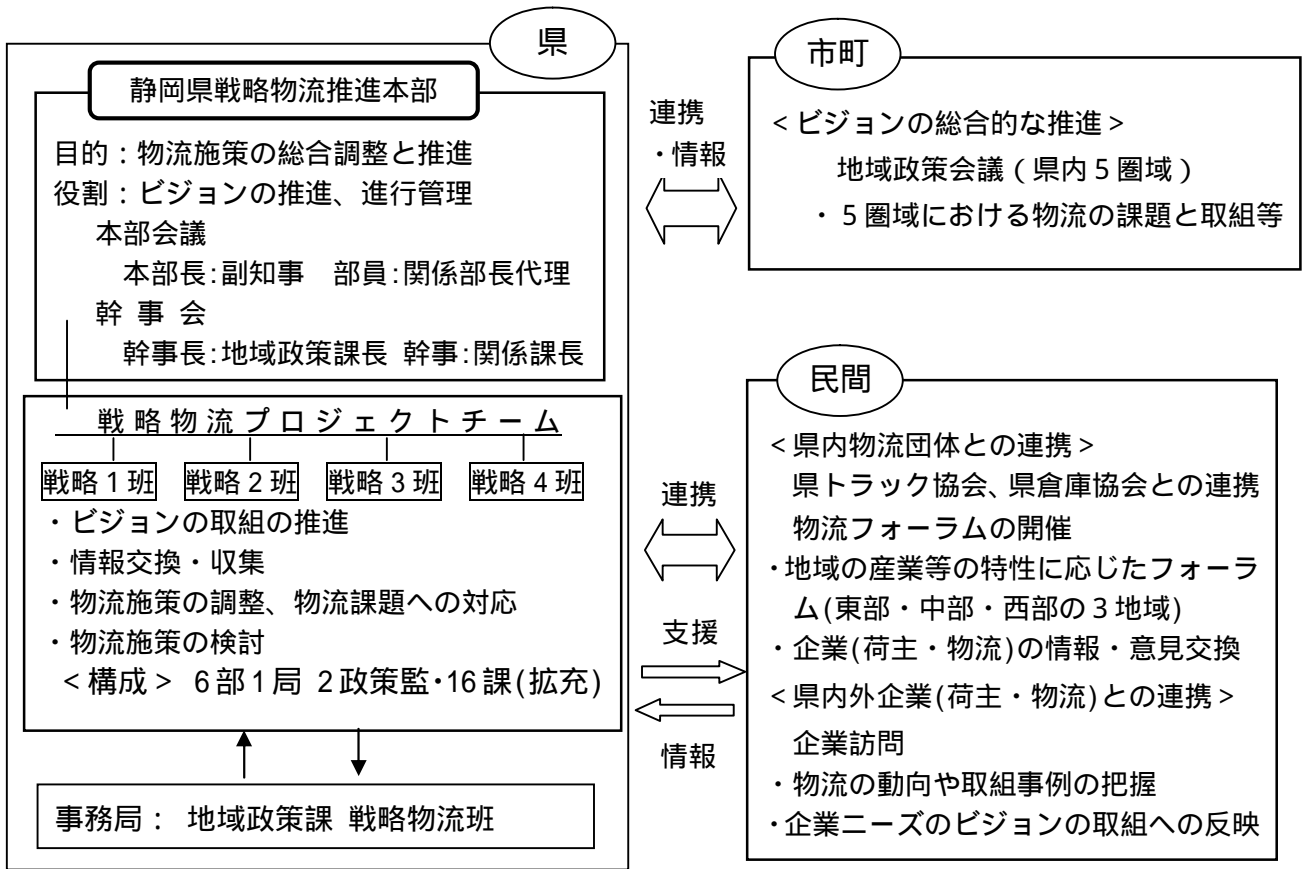 県
静岡県戦略物流推進本部
目的：物流施策の総合調整と推進
役割：ビジョンの推進、進行管理
本部会議
本部長:副知事　部員:関係部長代理
幹 事 会
幹事長:地域政策課長 幹事:関係課長
戦略物流プロジェクトチーム
戦略１班　戦略２班　戦略３班　戦略４班
・ビジョンの取組の推進
・情報交換・収集
・物流施策の調整、物流課題への対応
・物流施策の検討
＜構成＞ 6部1局 2政策監・16課(拡充)
事務局： 地域政策課 戦略物流班
連携
・情報
連携
支援
情報
市町
＜ビジョンの総合的な推進＞
地域政策会議（県内５圏域）
・５圏域における物流の課題と取組等
民間
＜県内物流団体との連携＞
県トラック協会、県倉庫協会との連携
物流フォーラムの開催
・地域の産業等の特性に応じたフォーラ
ム(東部・中部・西部の３地域)
・企業(荷主・物流)の情報・意見交換
＜県内外企業(荷主・物流)との連携＞
企業訪問
・物流の動向や取組事例の把握
・企業ニーズのビジョンの取組への反映